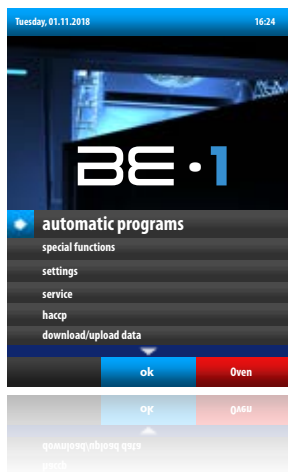 Tuesday, 01.11.2018 16:24
BE·1
automatic programs
special functions
settings
service
haccp
download/upload data
ok Oven